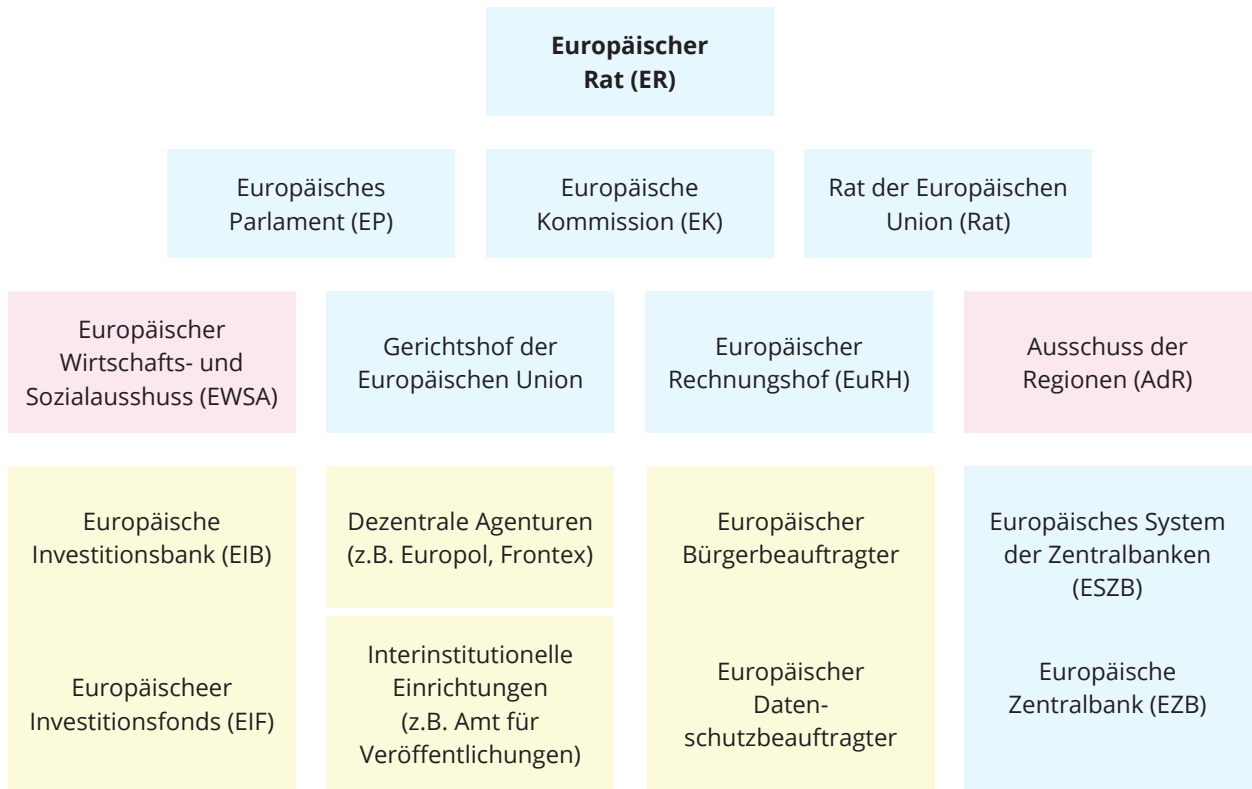 Europäischer
Rat (ER)
Europäisches
Parlament (EP)
Europäische
Kommission (EK)
Rat der Europäischen
Union (Rat)
Europäischer
Wirtschafts- und
Sozialausshuss (EWSA)
Gerichtshof der
Europäischen Union
Europäischer
Rechnungshof (EuRH)
Ausschuss der
Regionen (AdR)
Europäische
Investitionsbank (EIB)
Dezentrale Agenturen
(z.B. Europol, Frontex)
Europäischer
Bürgerbeauftragter
Europäisches System
der Zentralbanken
(ESZB)
Europäischeer
Investitionsfonds (EIF)
Interinstitutionelle
Einrichtungen
(z.B. Amt für
Veröffentlichungen)
Europäischer
Daten-
schutzbeauftragter
Europäische
Zentralbank (EZB)